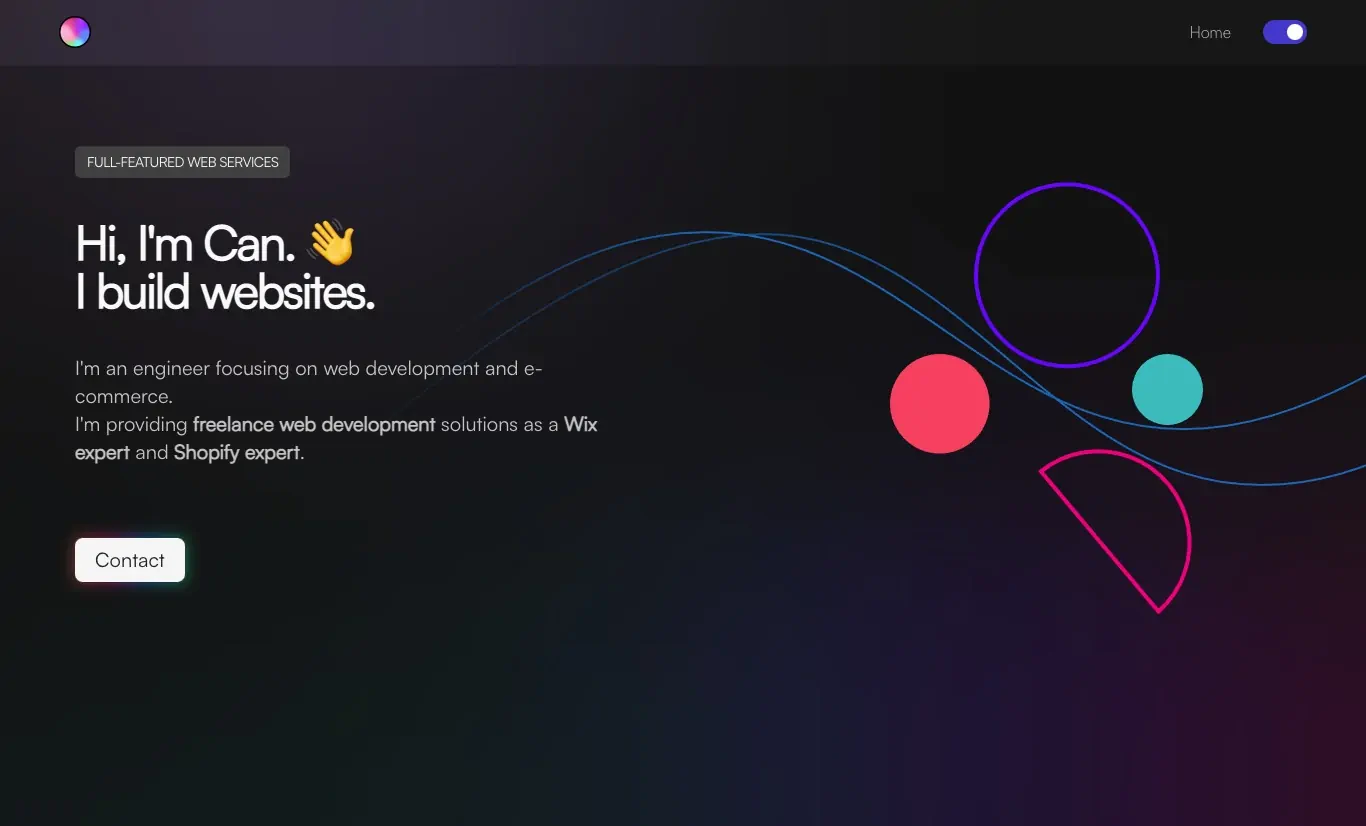 Home
FULL-FEATURED WEB SERVICES
Hi, I'm Can. 👋
I build websites.
I'm an engineer focusing on web development and e-
commerce.
I'm providing freelance web development solutions as a Wix
expert and Shopify expert.
Contact